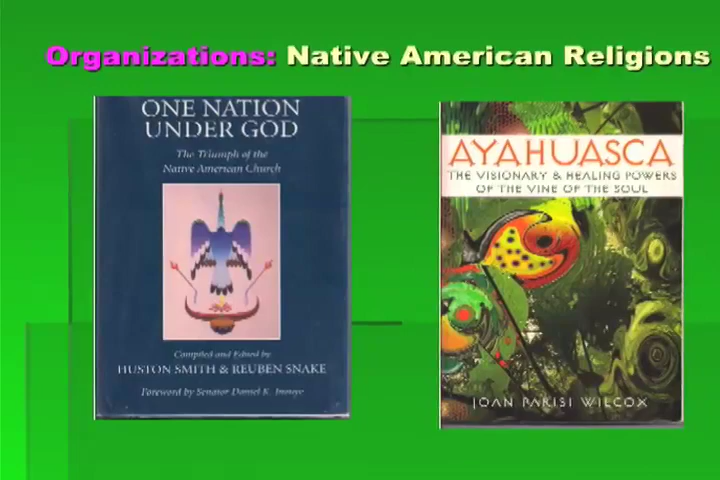 Organizations: Native American Religions
ONE NATION
UNDER GOD
The Triumph of the
Native American Church
Compiled and Edited by
HUSTON SMITH & REUBEN SNAKE
Foreword by Senator Daniel K. Inouye
AYAHUASCA
THE VISIONARY & HEALING POWERS
OF THE VINE OF THE SOUL
JOAN PARISI WILCOX